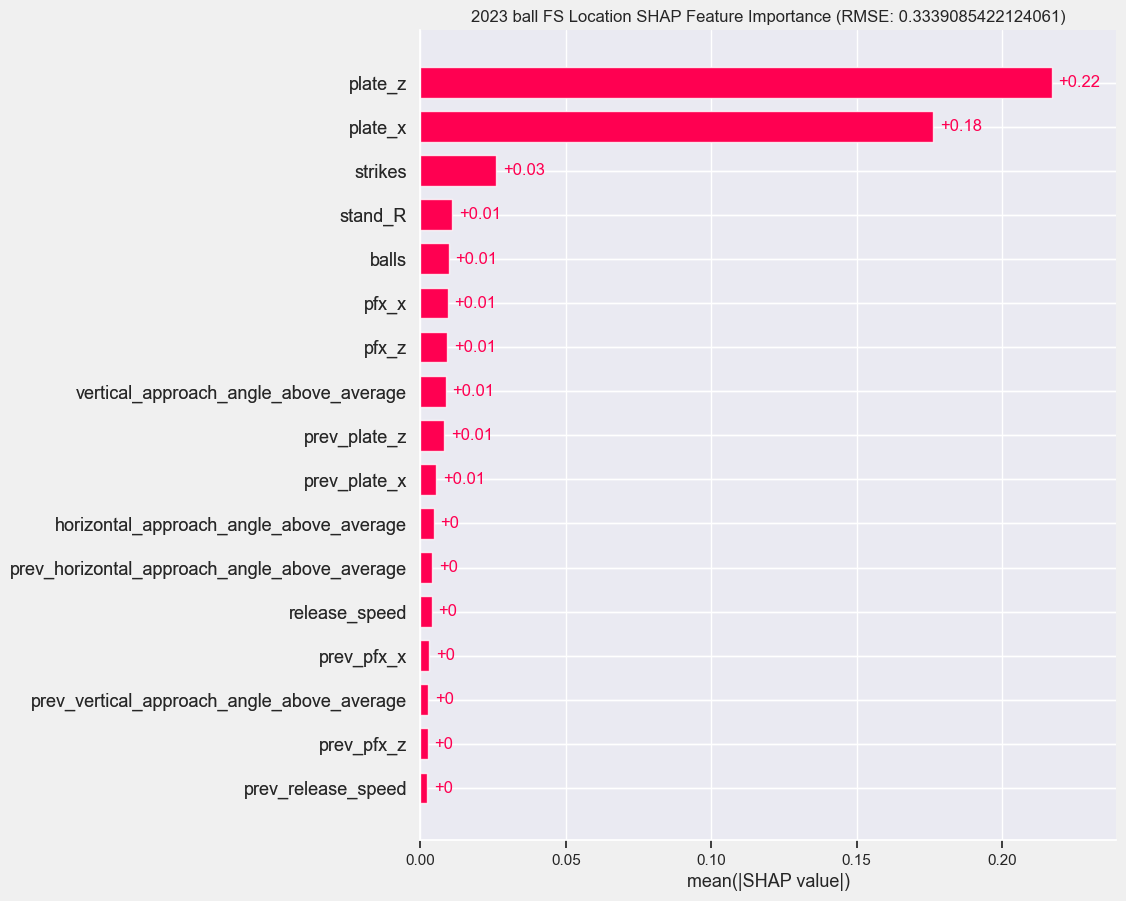 2023 ball FS Location SHAP Feature Importance (RMSE: 0.3339085422124061)
plate_z +0.22
plate_x +0.18
strikes +0.03
stand_R +0.01
balls +0.01
pfx_x +0.01
pfx_z +0.01
vertical_approach_angle_above_average +0.01
prev_plate_z +0.01
prev_plate_x +0.01
horizontal_approach_angle_above_average +0
prev_horizontal_approach_angle_above_average +0
release_speed +0
prev_pfx_x +0
prev_vertical_approach_angle_above_average +0
prev_pfx_z +0
prev_release_speed +0
0.00 0.05 0.10 0.15 0.20
mean(|SHAP value|)